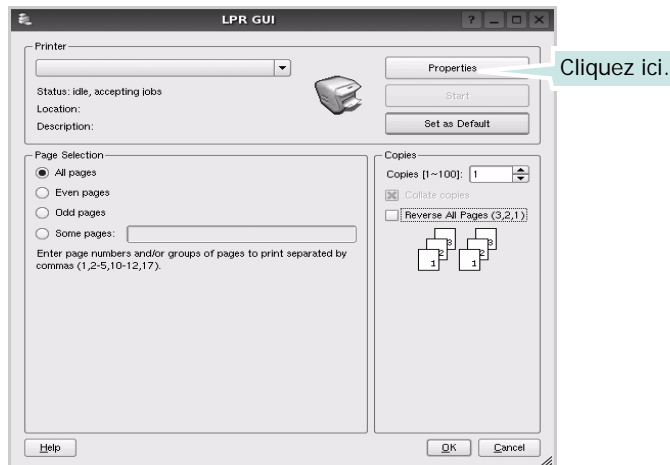 LPR GUI
Printer
Properties
Cliquez ici.
Status: idle, accepting jobs
Start
Location:
Description:
Set as Default
Page Selection
All pages
Even pages
Odd pages
Some pages:
Enter page numbers and/or groups of pages to print separated by
commas (1,2-5,10-12,17).
Copies
Copies [1~100]: 1
Collate copies
Reverse All Pages (3,2,1)
3 3
2 2
1 1
Help
OK
Cancel